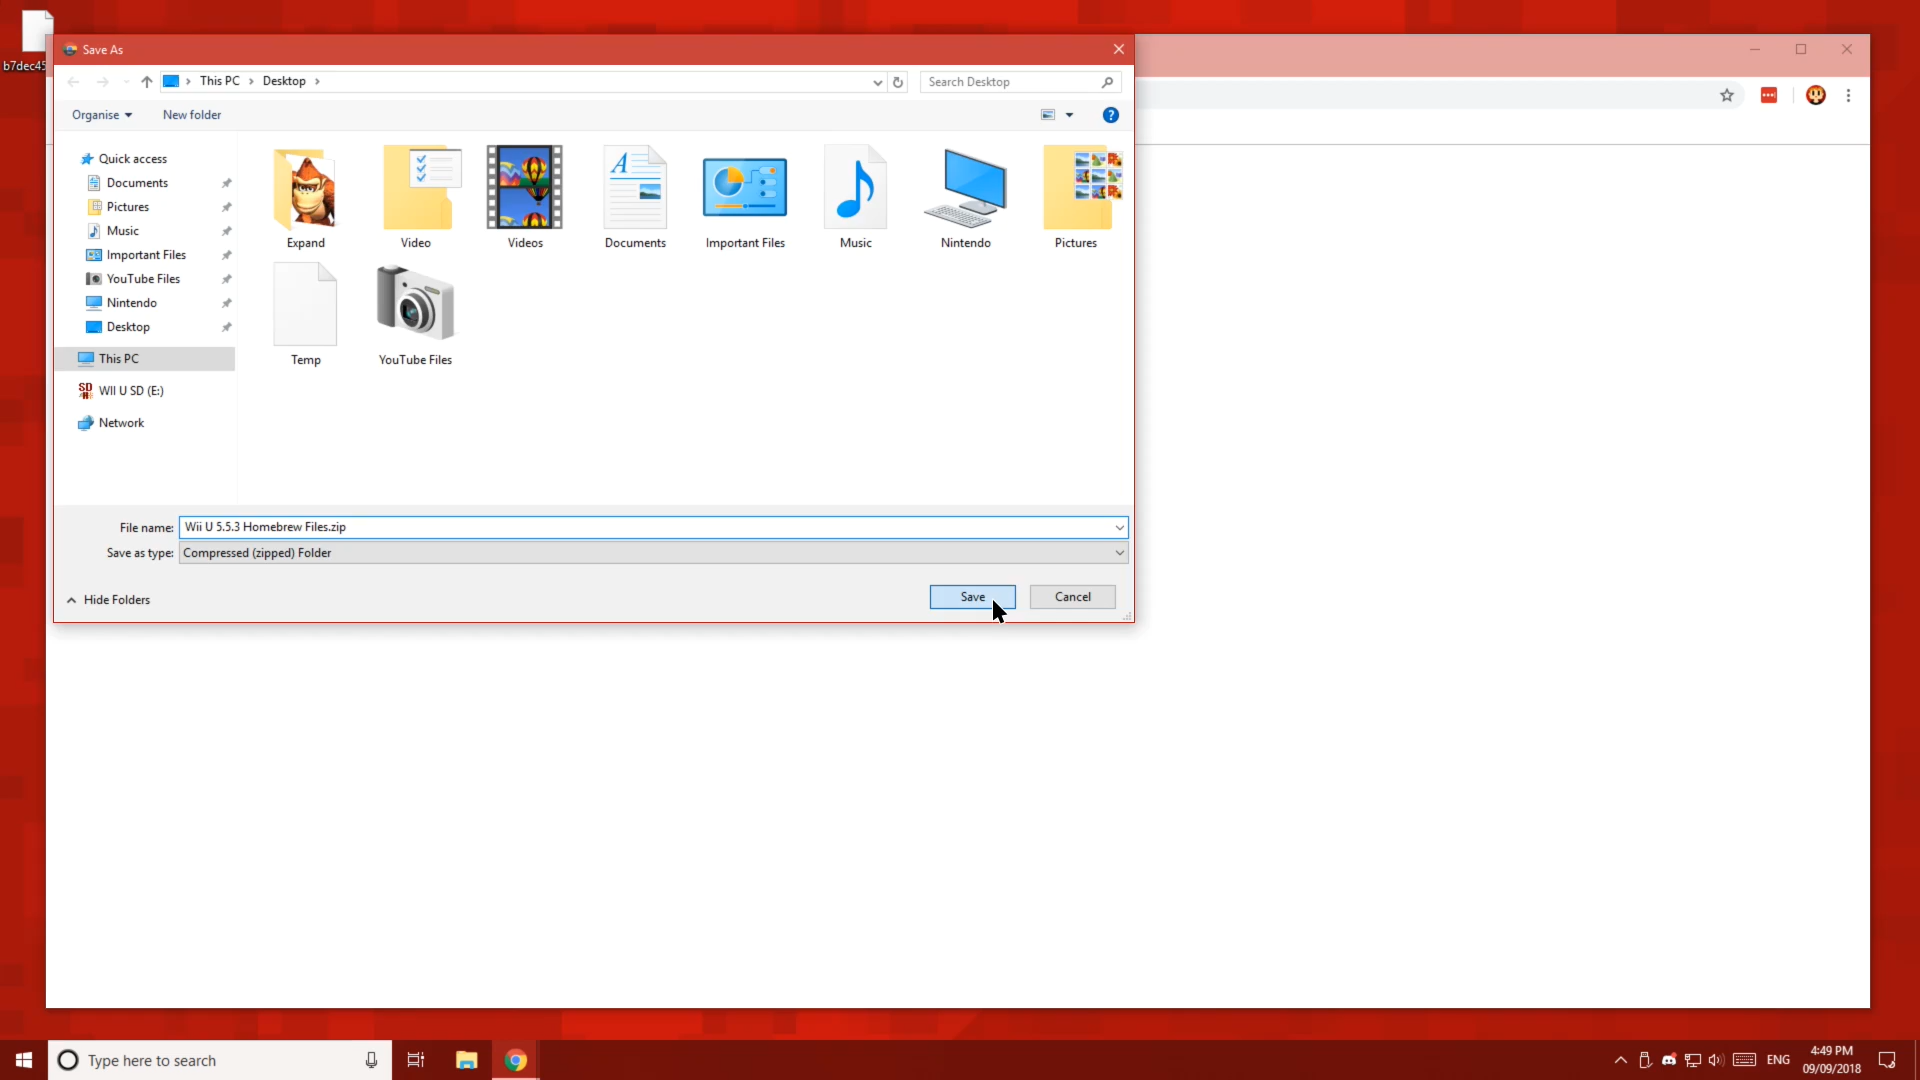 b7dec45
Save As
This PC
Desktop
Search Desktop
Organise
New folder
Quick access
Documents
Pictures
Music
Important Files
YouTube Files
Nintendo
Desktop
This PC
WII U SD (E:)
Network
Expand
Video
Videos
Documents
Important Files
Music
Nintendo
Pictures
Temp
YouTube Files
File name: Wii U 5.5.3 Homebrew Files.zip
Save as type: Compressed (zipped) Folder
Hide Folders
Save
Cancel
Type here to search
ENG
4:49 PM
09/09/2018